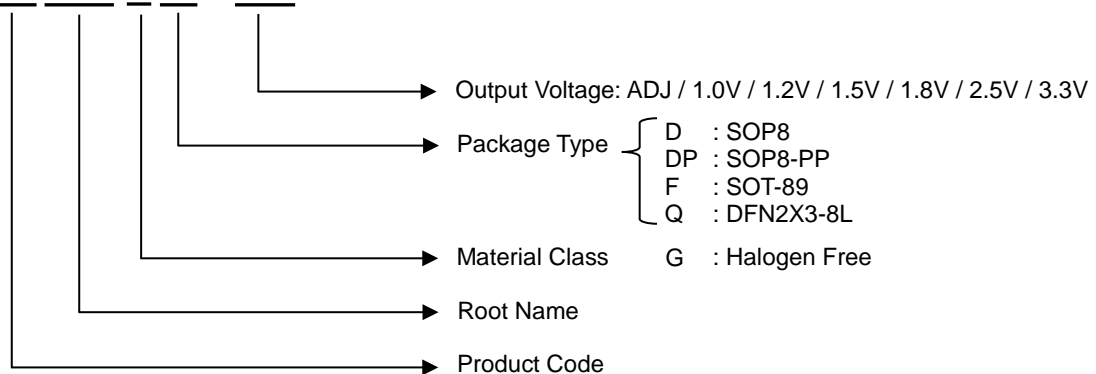 Output Voltage: ADJ / 1.0V / 1.2V / 1.5V / 1.8V / 2.5V / 3.3V
Package Type
D : SOP8
DP : SOP8-PP
F : SOT-89
Q : DFN2X3-8L
Material Class G : Halogen Free
Root Name
Product Code